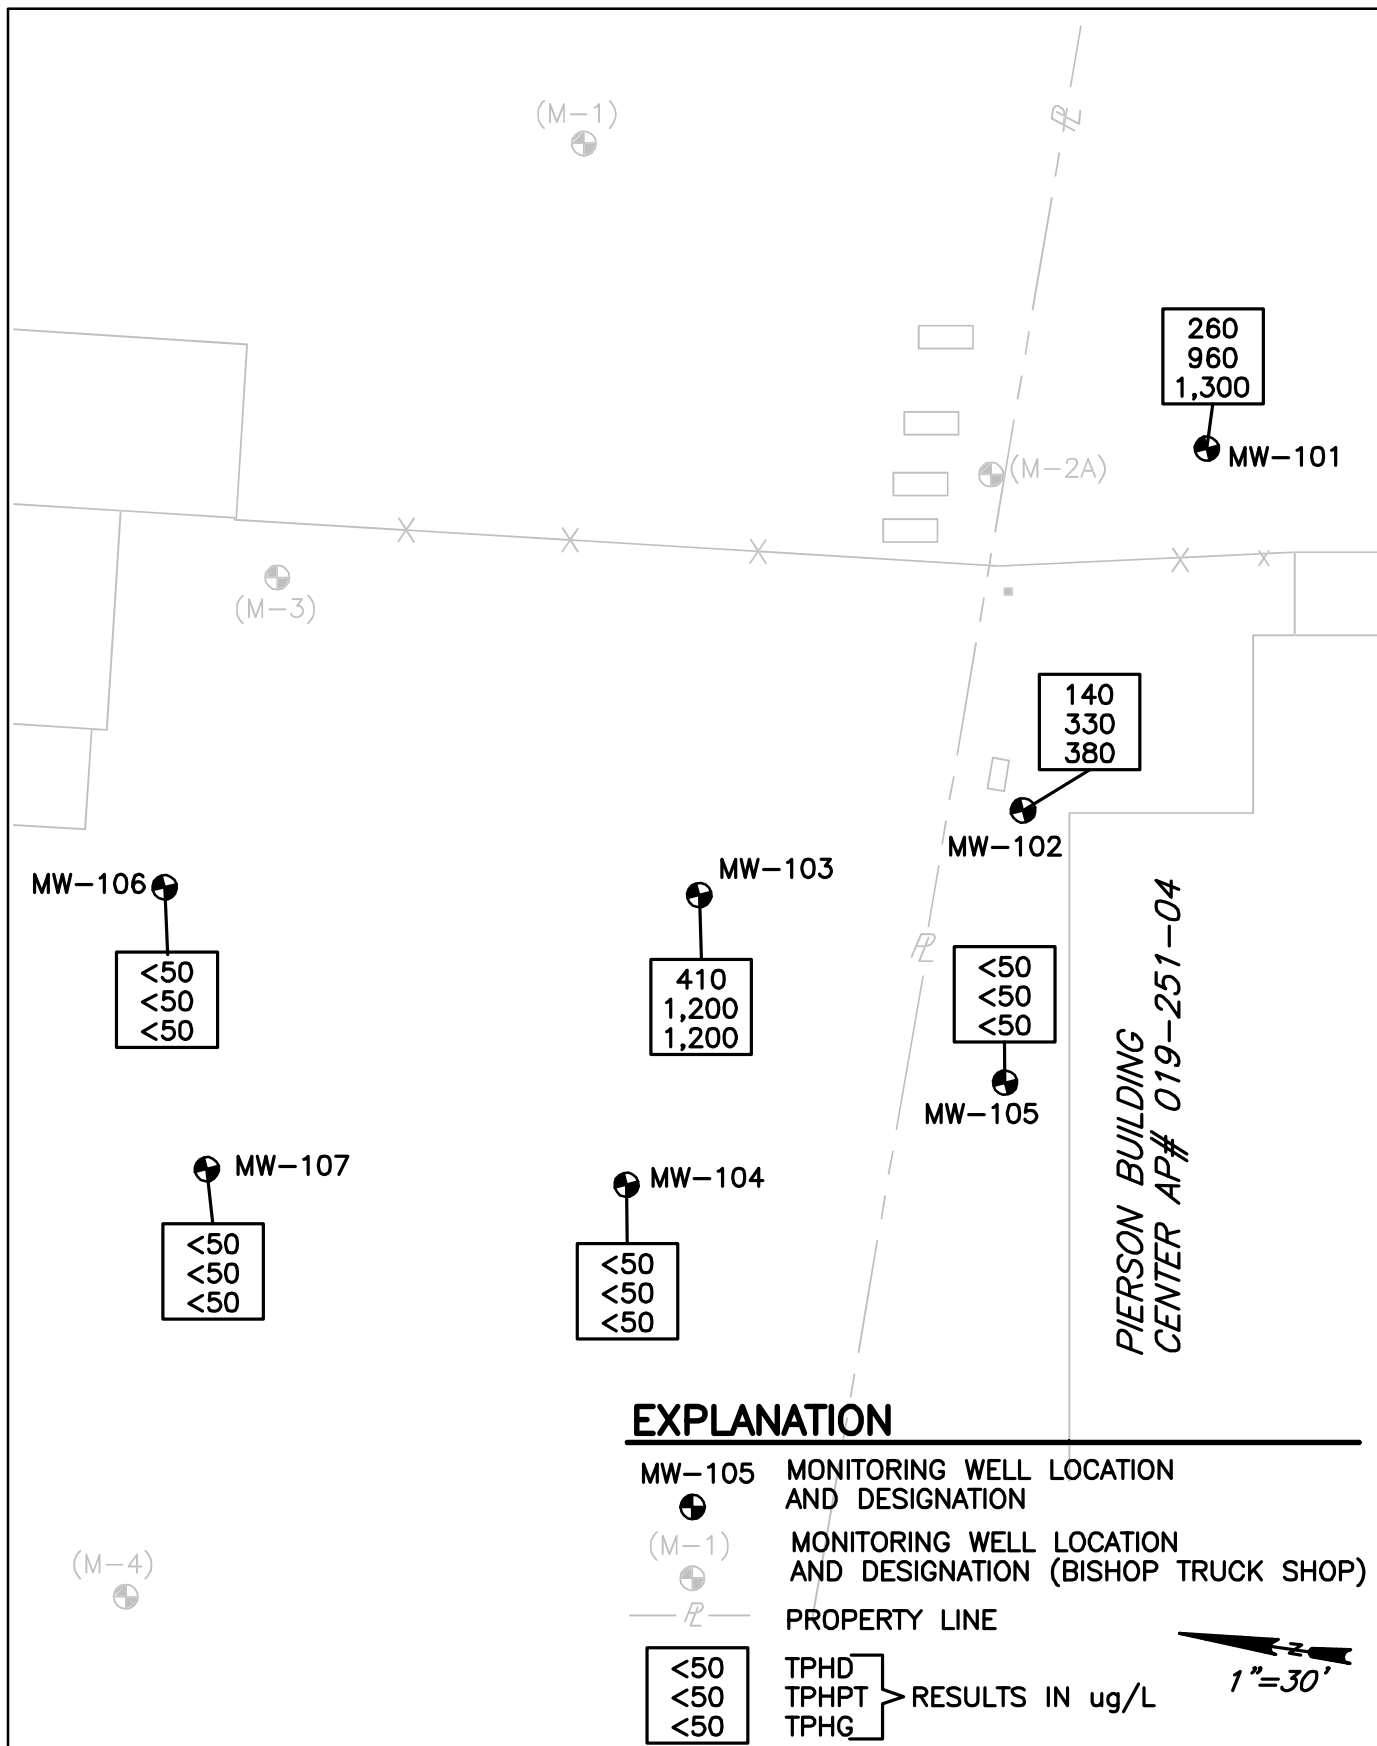 (M-1)
PL
260
960
1,300
MW-101
(M-2A)
(M-3)
140
330
380
MW-102
MW-106
<50
<50
<50
MW-103
410
1,200
1,200
PL
<50
<50
<50
MW-105
PIERSON BUILDING
CENTER AP# 019-251-04
MW-107
<50
<50
<50
MW-104
<50
<50
<50
(M-4)
EXPLANATION
MW-105 MONITORING WELL LOCATION
AND DESIGNATION
(M-1) MONITORING WELL LOCATION
AND DESIGNATION (BISHOP TRUCK SHOP)
PL PROPERTY LINE
<50 TPHD
<50 TPHPT RESULTS IN ug/L
<50 TPHG
N
1"=30'